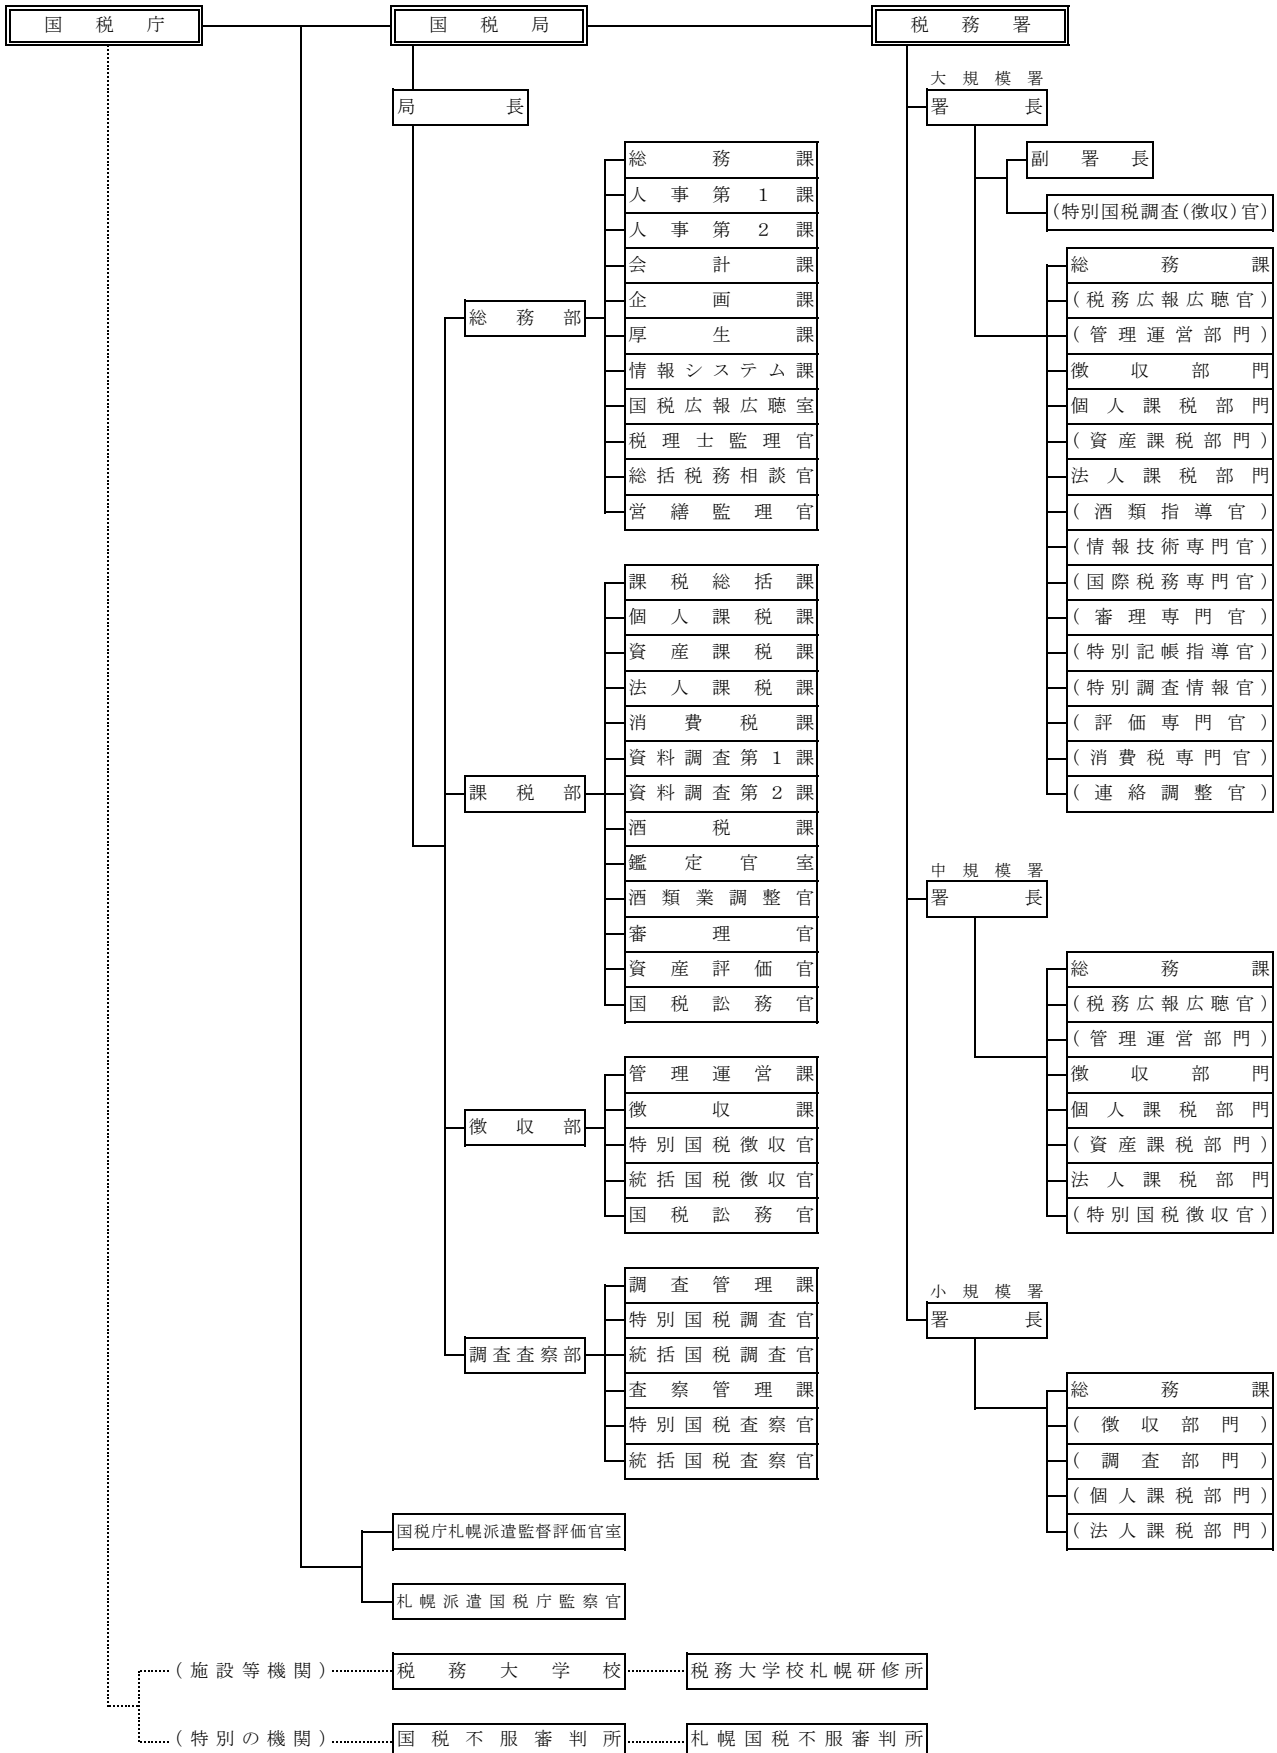 国税庁
国税局
税務署
局長
総務部
総務課
人事第１課
人事第２課
会計課
企画課
厚生課
情報システム課
国税広報広聴室
税理士監理官
総括税務相談官
営繕監理官
課税部
課税総括課
個人課税課
資産課税課
法人課税課
消費税課
資料調査第１課
資料調査第２課
酒税課
鑑定官室
酒類業調整官
審理官
資産評価官
国税訟務官
徴収部
管理運営課
徴収課
特別国税徴収官
統括国税徴収官
国税訟務官
調査査察部
調査管理課
特別国税調査官
統括国税調査官
査察管理課
特別国税査察官
統括国税査察官
大規模署
署長
副署長
(特別国税調査(徴収)官)
総務課
(税務広報広聴官)
(管理運営部門)
徴収部門
個人課税部門
(資産課税部門)
法人課税部門
(酒類指導官)
(情報技術専門官)
(国際税務専門官)
(審理専門官)
(特別記帳指導官)
(特別調査情報官)
(評価専門官)
(消費税専門官)
(連絡調整官)
中規模署
署長
総務課
(税務広報広聴官)
(管理運営部門)
徴収部門
個人課税部門
(資産課税部門)
法人課税部門
(特別国税徴収官)
小規模署
署長
総務課
(徴収部門)
(調査部門)
(個人課税部門)
(法人課税部門)
国税庁札幌派遣監督評価官室
札幌派遣国税庁監察官
(施設等機関)
税務大学校
税務大学校札幌研修所
(特別の機関)
国税不服審判所
札幌国税不服審判所